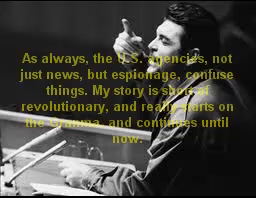 As always, the U.S. agencies, not
just news, but espionage, confuse
things. My story is short of
revolutionary, and really starts on
the Granma, and continues until
now.